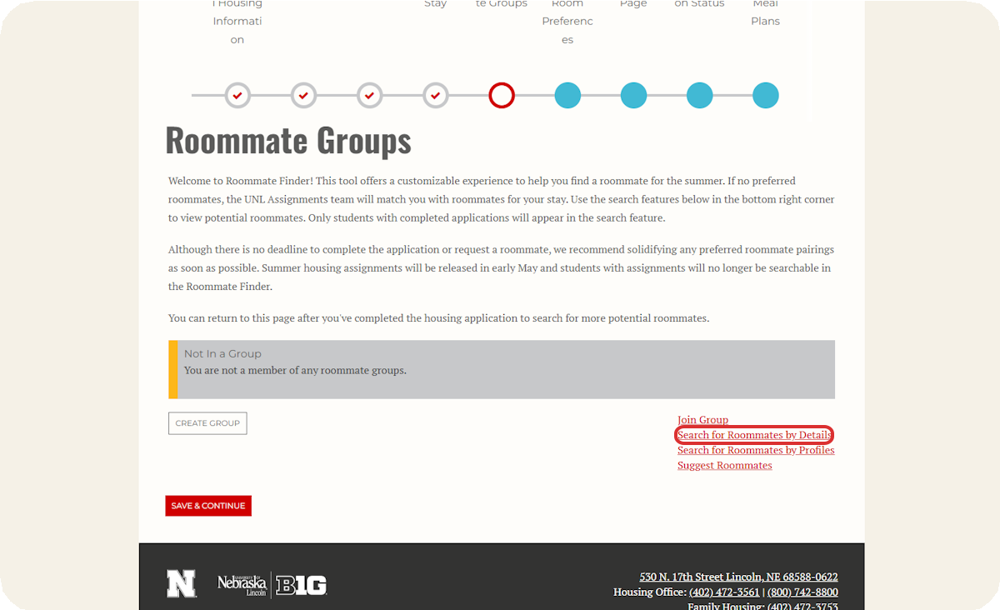 l Housing
Informati
on
Stay
te Groups
Room
Preferenc
es
Page
on Status
Meal
Plans
Roommate Groups
Welcome to Roommate Finder! This tool offers a customizable experience to help you find a roommate for the summer. If no preferred
roommates, the UNL Assignments team will match you with roommates for your stay. Use the search features below in the bottom right corner
to view potential roommates. Only students with completed applications will appear in the search feature.
Although there is no deadline to complete the application or request a roommate, we recommend solidifying any preferred roommate pairings
as soon as possible. Summer housing assignments will be released in early May and students with assignments will no longer be searchable in
the Roommate Finder.
You can return to this page after you've completed the housing application to search for more potential roommates.
Not In a Group
You are not a member of any roommate groups.
CREATE GROUP
Join Group
Search for Roommates by Details
Search for Roommates by Profiles
Suggest Roommates
SAVE & CONTINUE
N
UNIVERSITY OF
Nebraska
Lincoln
B1G
530 N. 17th Street Lincoln, NE 68588-0622
Housing Office: (402) 472-3561 | (800) 742-8800
Family Housing: (402) 472-3753